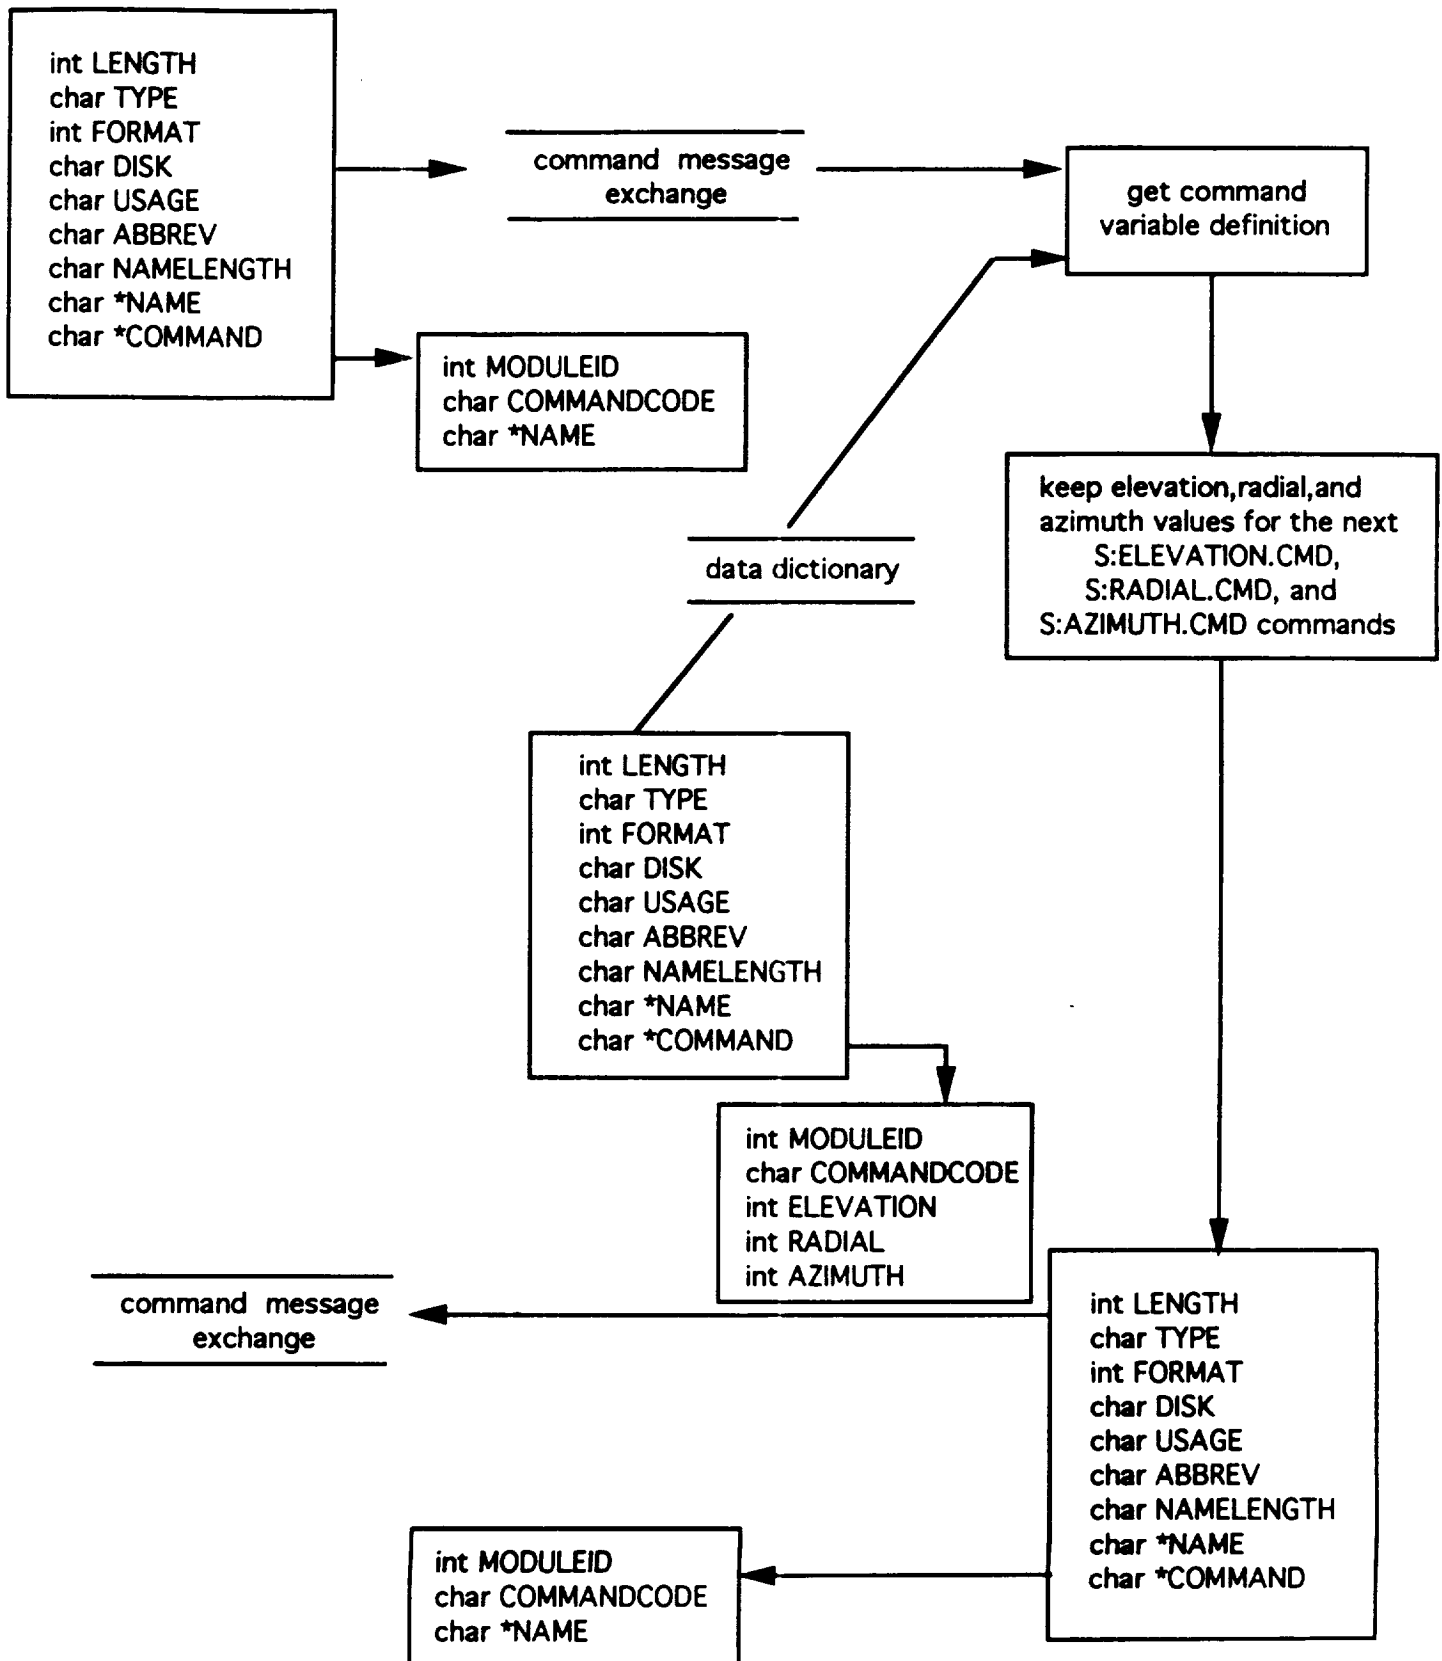 int LENGTH
char TYPE
int FORMAT
char DISK
char USAGE
char ABBREV
char NAMELENGTH
char *NAME
char *COMMAND
command message
exchange
get command
variable definition
int MODULEID
char COMMANDCODE
char *NAME
keep elevation,radial,and
azimuth values for the next
S:ELEVATION.CMD,
S:RADIAL.CMD, and
S:AZIMUTH.CMD commands
data dictionary
int LENGTH
char TYPE
int FORMAT
char DISK
char USAGE
char ABBREV
char NAMELENGTH
char *NAME
char *COMMAND
int MODULEID
char COMMANDCODE
int ELEVATION
int RADIAL
int AZIMUTH
command message
exchange
int LENGTH
char TYPE
int FORMAT
char DISK
char USAGE
char ABBREV
char NAMELENGTH
char *NAME
char *COMMAND
int MODULEID
char COMMANDCODE
char *NAME